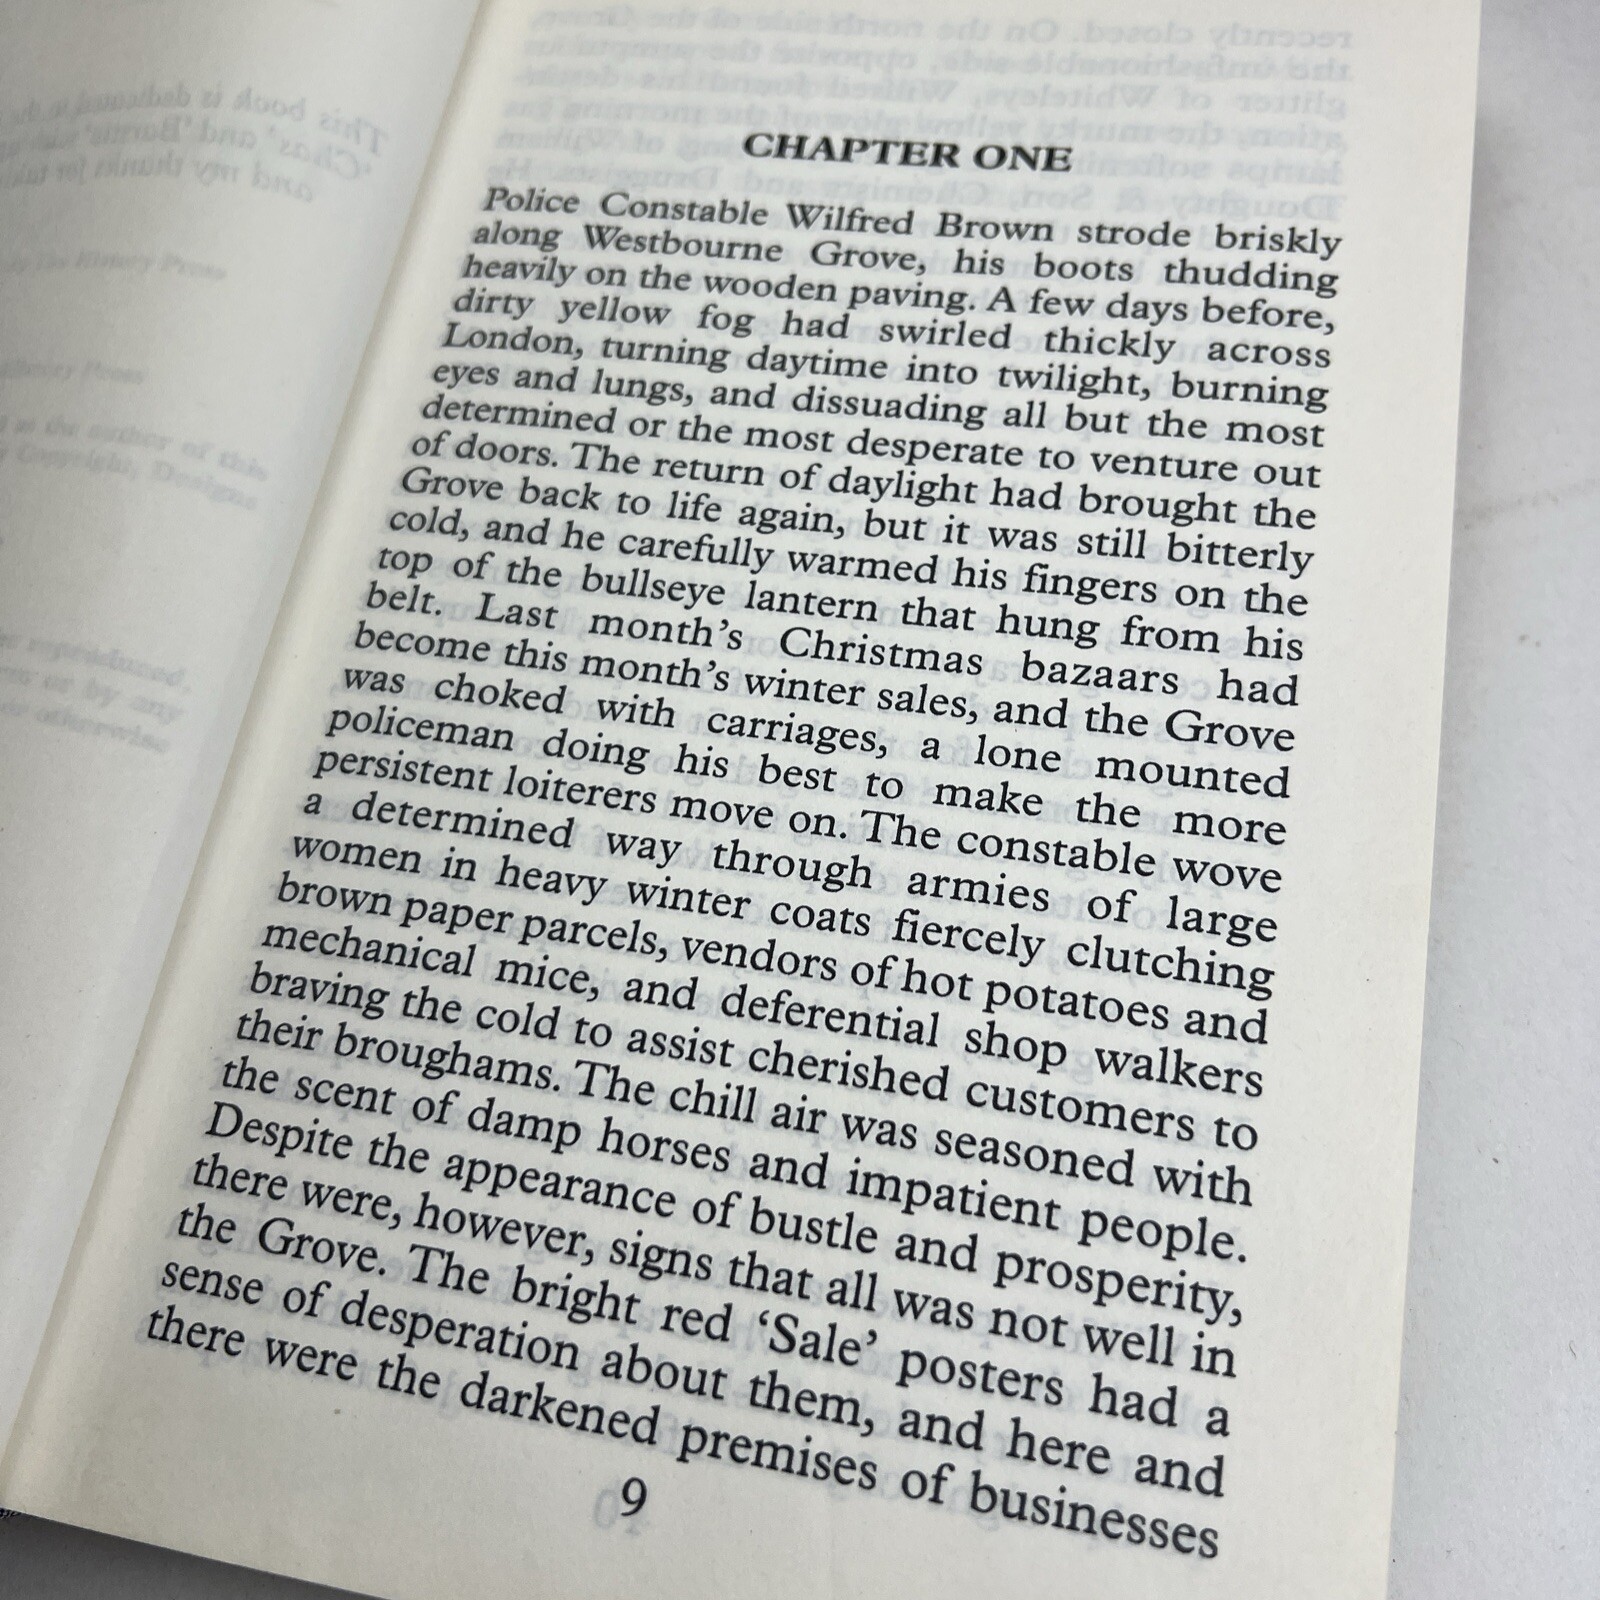 CHAPTER ONE
Police Constable Wilfred Brown strode briskly
along Westbourne Grove, his boots thudding
heavily on the wooden paving. A few days before,
dirty yellow fog had swirled thickly across
London, turning daytime into twilight, burning
eyes and lungs, and dissuading all but the most
determined or the most desperate to venture out
of doors. The return of daylight had brought the
Grove back to life again, but it was still bitterly
cold, and he carefully warmed his fingers on the
top of the bullseye lantern that hung from his
belt. Last month's Christmas bazaars had
become this month's winter sales, and the Grove
was choked with carriages, a lone mounted
policeman doing his best to make the more
persistent loiterers move on. The constable wove
a determined way through armies of large
women in heavy winter coats fiercely clutching
brown paper parcels, vendors of hot potatoes and
mechanical mice, and deferential shop walkers
braving the cold to assist cherished customers to
their broughams. The chill air was seasoned with
the scent of damp horses and impatient people.
Despite the appearance of bustle and prosperity,
there were, however, signs that all was not well in
the Grove. The bright red 'Sale' posters had a
sense of desperation about them, and here and
there were the darkened premises of businesses
9